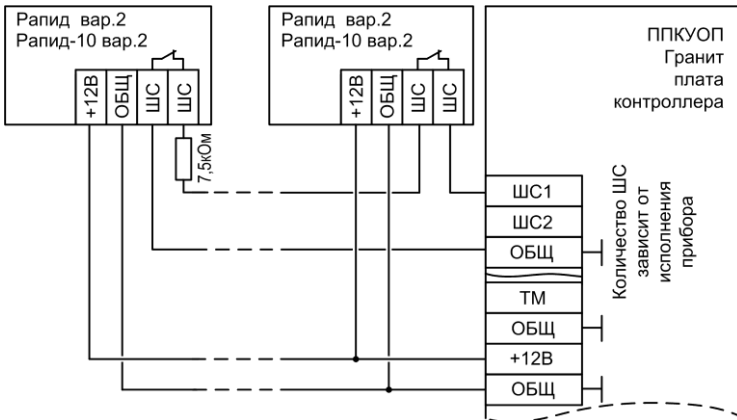 Рапид вар.2
Рапид-10 вар.2
+12В
ОБЩ
ШС
ШС
7,5кОм
Рапид вар.2
Рапид-10 вар.2
+12В
ОБЩ
ШС
ШС
ППКУОП
Гранит
плата
контроллера
ШС1
ШС2
ОБЩ
ТМ
ОБЩ
+12В
ОБЩ
Количество ШС
зависит от
исполнения
прибора